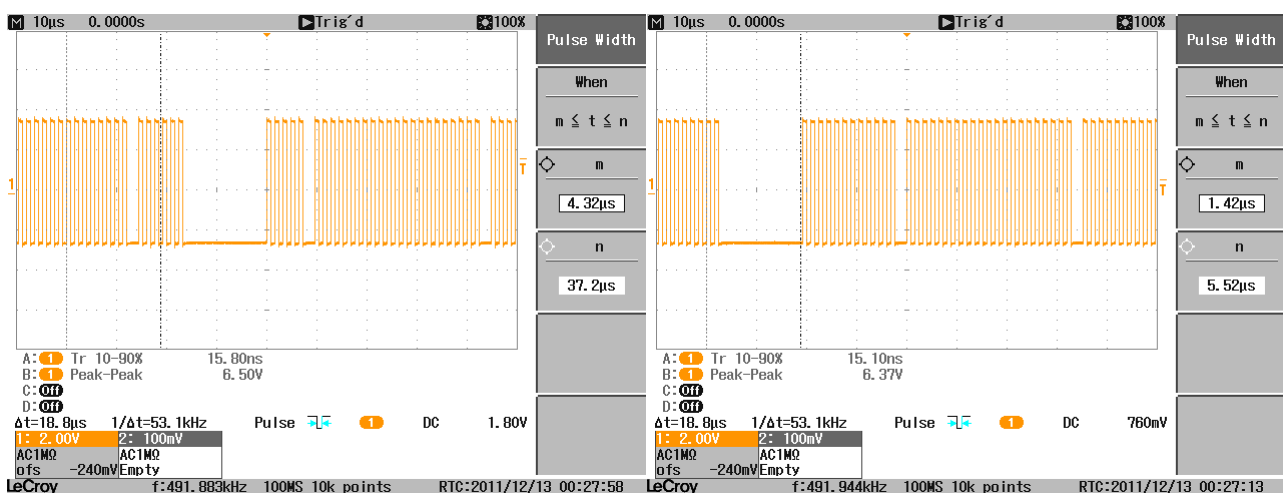 M 10µs 0.0000s Trig´d 100%
Pulse Width
When
m ≦ t ≦ n
m
4.32µs
n
37.2µs
1
T
A: 1 Tr 10-90% 15.80ns
B: 1 Peak-Peak 6.50V
C: Off
D: Off
Δt=18.8µs 1/Δt=53.1kHz Pulse 1 DC 1.80V
1: 2.00V 2: 100mV
AC1MΩ AC1MΩ
ofs -240mV Empty
LeCroy f:491.883kHz 100MS 10k points RTC:2011/12/13 00:27:58
M 10µs 0.0000s Trig´d 100%
Pulse Width
When
m ≦ t ≦ n
m
1.42µs
n
5.52µs
1
T
A: 1 Tr 10-90% 15.10ns
B: 1 Peak-Peak 6.37V
C: Off
D: Off
Δt=18.8µs 1/Δt=53.1kHz Pulse 1 DC 760mV
1: 2.00V 2: 100mV
AC1MΩ AC1MΩ
ofs -240mV Empty
LeCroy f:491.944kHz 100MS 10k points RTC:2011/12/13 00:27:13